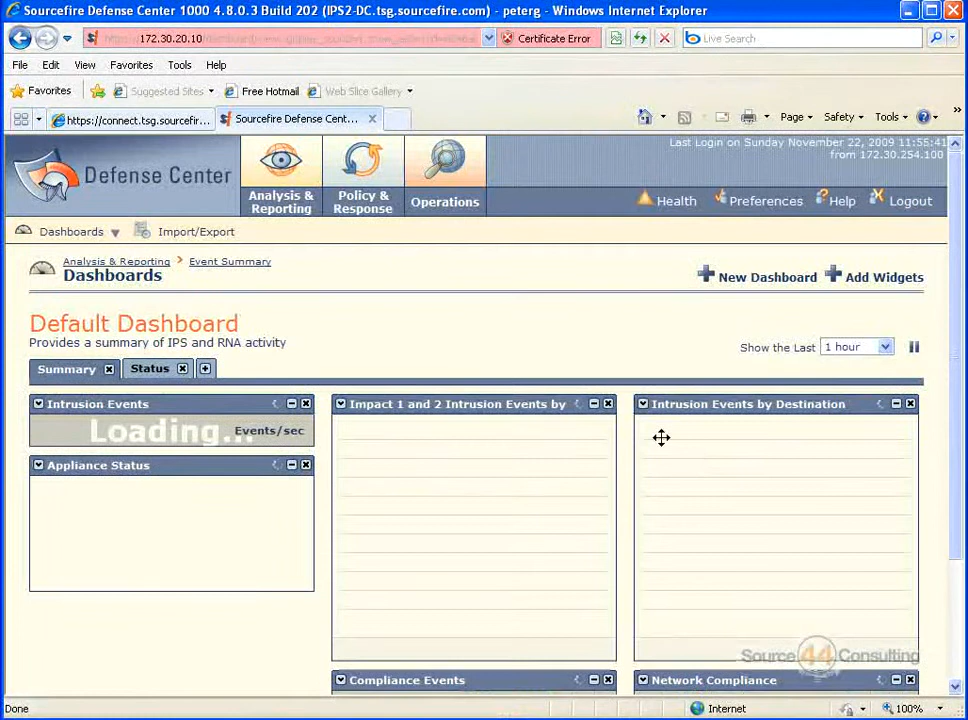 Sourcefire Defense Center 1000 4.8.0.3 Build 202 (IPS2-DC.tsg.sourcefire.com) - peterg - Windows Internet Explorer
172.30.20.10
Certificate Error
Live Search
File Edit View Favorites Tools Help
Favorites
Suggested Sites
Free Hotmail
Web Slice Gallery
https://connect.tsg.sourcefir...
Sourcefire Defense Cent...
Page
Safety
Tools
Last Login on Sunday November 22, 2009 11:55:41
from 172.30.254.100
Defense Center
Analysis &
Reporting
Policy &
Response
Operations
Health
Preferences
Help
Logout
Dashboards
Import/Export
Analysis & Reporting > Event Summary
Dashboards
New Dashboard
Add Widgets
Default Dashboard
Provides a summary of IPS and RNA activity
Show the Last 1 hour
Summary
Status
Intrusion Events
Loading...
Events/sec
Appliance Status
Impact 1 and 2 Intrusion Events by
Intrusion Events by Destination
Source 44 Consulting
Compliance Events
Network Compliance
Done
Internet
100%